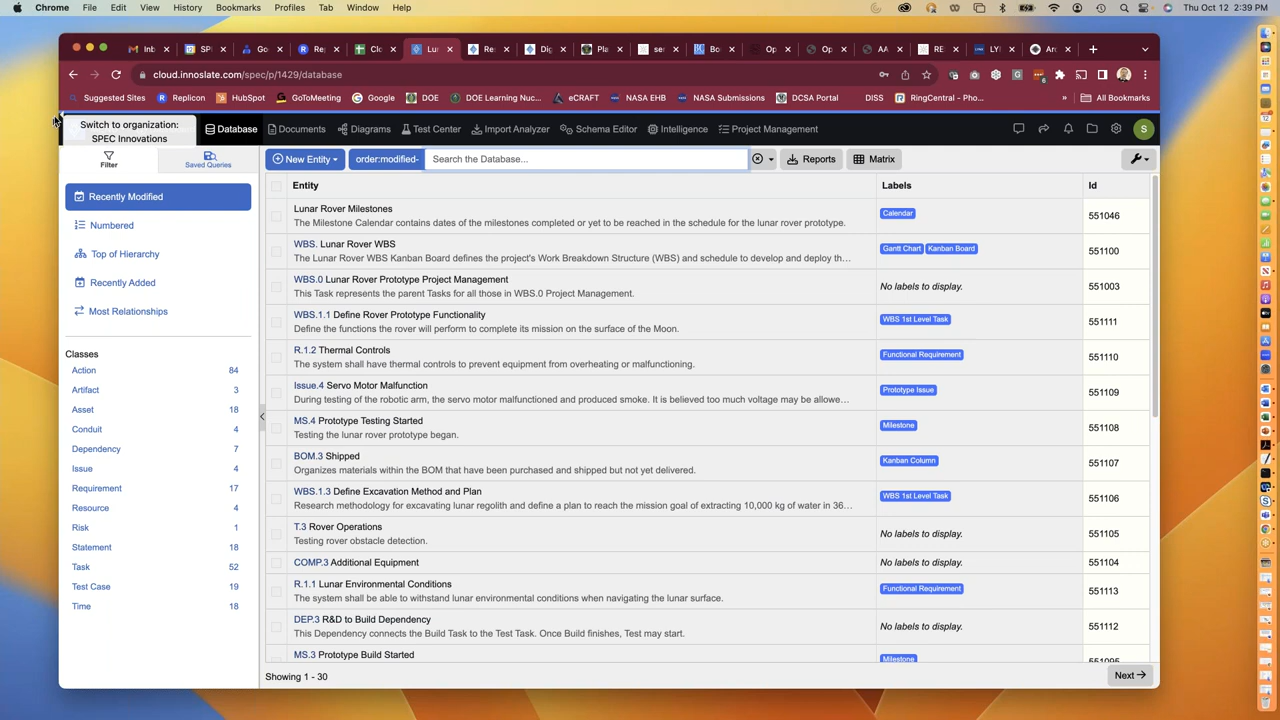 Chrome File Edit View History Bookmarks Profiles Tab Window Help Thu Oct 12 2:39 PM
Inb SP Go Re Clo Lu Re Dig Pla se Bo Op Op AA RE LY Arc
cloud.innoslate.com/spec/p/1429/database
Suggested Sites Replicon HubSpot GoToMeeting Google DOE DOE Learning Nuc... eCRAFT NASA EHB NASA Submissions DCSA Portal DISS RingCentral - Pho... » All Bookmarks
Switch to organization:
SPEC Innovations
Database Documents Diagrams Test Center Import Analyzer Schema Editor Intelligence Project Management S
Filter Saved Queries
New Entity order:modified- Search the Database... Reports Matrix
Recently Modified
Numbered
Top of Hierarchy
Recently Added
Most Relationships
Classes
Action 84
Artifact 3
Asset 18
Conduit 4
Dependency 7
Issue 4
Requirement 17
Resource 4
Risk 1
Statement 18
Task 52
Test Case 19
Time 18
Entity Labels Id
Lunar Rover Milestones
The Milestone Calendar contains dates of the milestones completed or yet to be reached in the schedule for the lunar rover prototype.
Calendar
551046
WBS. Lunar Rover WBS
The Lunar Rover WBS Kanban Board defines the project's Work Breakdown Structure (WBS) and schedule to develop and deploy th...
Gantt Chart Kanban Board
551100
WBS.0 Lunar Rover Prototype Project Management
This Task represents the parent Tasks for all those in WBS.0 Project Management.
No labels to display.
551003
WBS.1.1 Define Rover Prototype Functionality
Define the functions the rover will perform to complete its mission on the surface of the Moon.
WBS 1st Level Task
551111
R.1.2 Thermal Controls
The system shall have thermal controls to prevent equipment from overheating or malfunctioning.
Functional Requirement
551110
Issue.4 Servo Motor Malfunction
During testing of the robotic arm, the servo motor malfunctioned and produced smoke. It is believed too much voltage may be allowe...
Prototype Issue
551109
MS.4 Prototype Testing Started
Testing the lunar rover prototype began.
Milestone
551108
BOM.3 Shipped
Organizes materials within the BOM that have been purchased and shipped but not yet delivered.
Kanban Column
551107
WBS.1.3 Define Excavation Method and Plan
Research methodology for excavating lunar regolith and define a plan to reach the mission goal of extracting 10,000 kg of water in 36...
WBS 1st Level Task
551106
T.3 Rover Operations
Testing rover obstacle detection.
No labels to display.
551105
COMP.3 Additional Equipment
No labels to display.
551104
R.1.1 Lunar Environmental Conditions
The system shall be able to withstand lunar environmental conditions when navigating the lunar surface.
Functional Requirement
551113
DEP.3 R&D to Build Dependency
This Dependency connects the Build Task to the Test Task. Once Build finishes, Test may start.
No labels to display.
551112
MS.3 Prototype Build Started
Milestone
Showing 1 - 30
Next